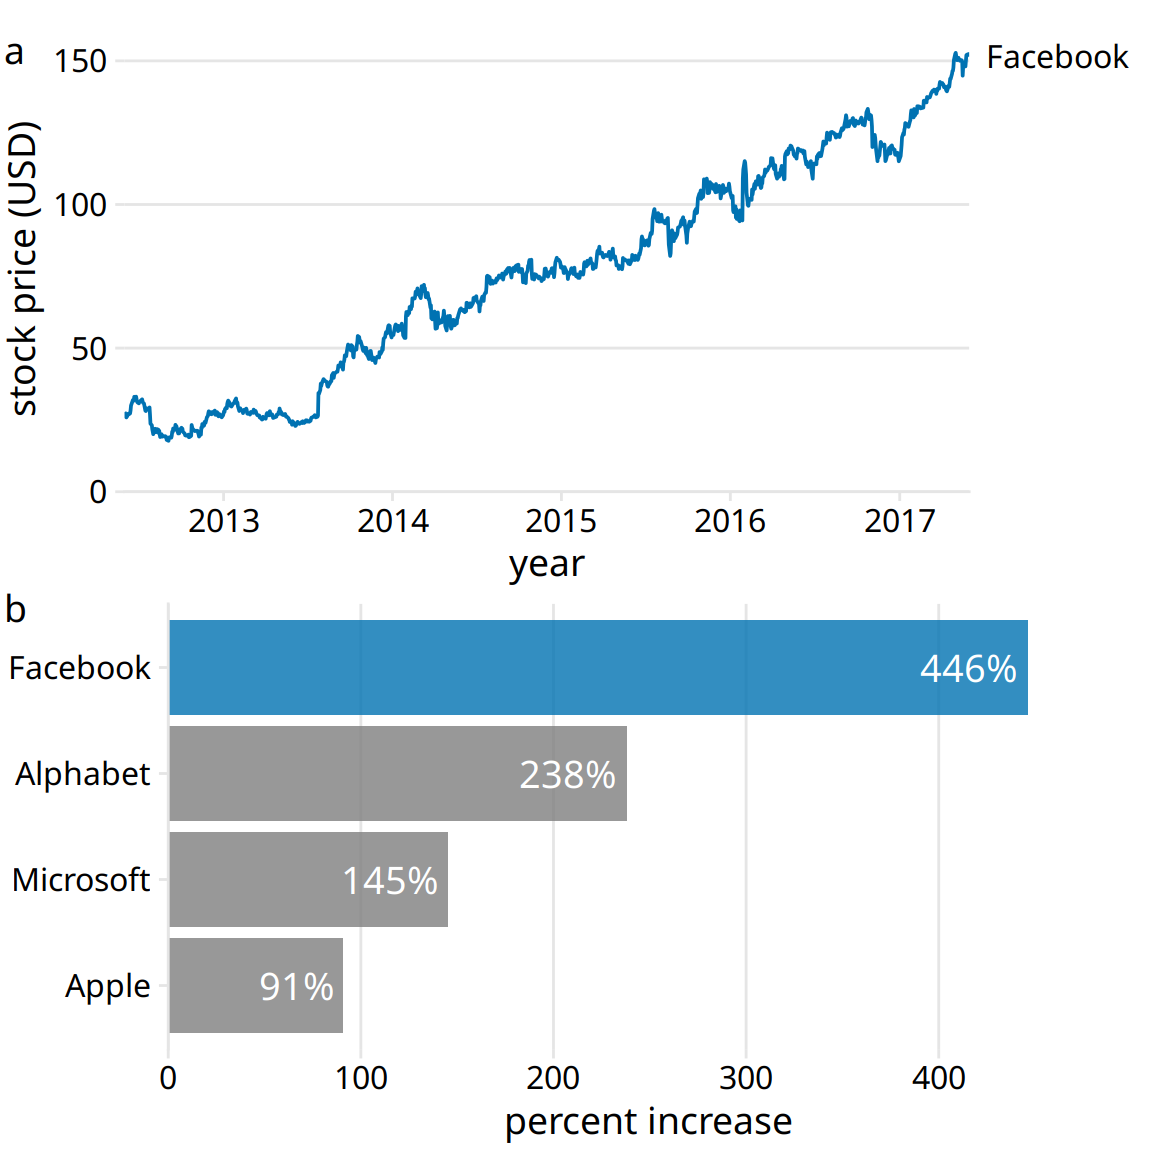 a
Facebook
stock price (USD)
150
100
50
0
2013 2014 2015 2016 2017
year
b
Facebook 446%
Alphabet 238%
Microsoft 145%
Apple 91%
0 100 200 300 400
percent increase